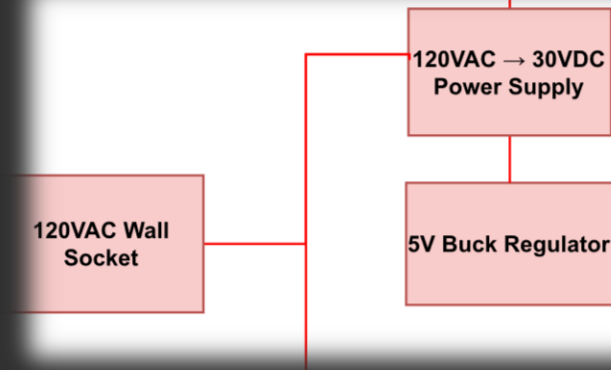 120VAC → 30VDC
Power Supply
120VAC Wall
Socket
5V Buck Regulator